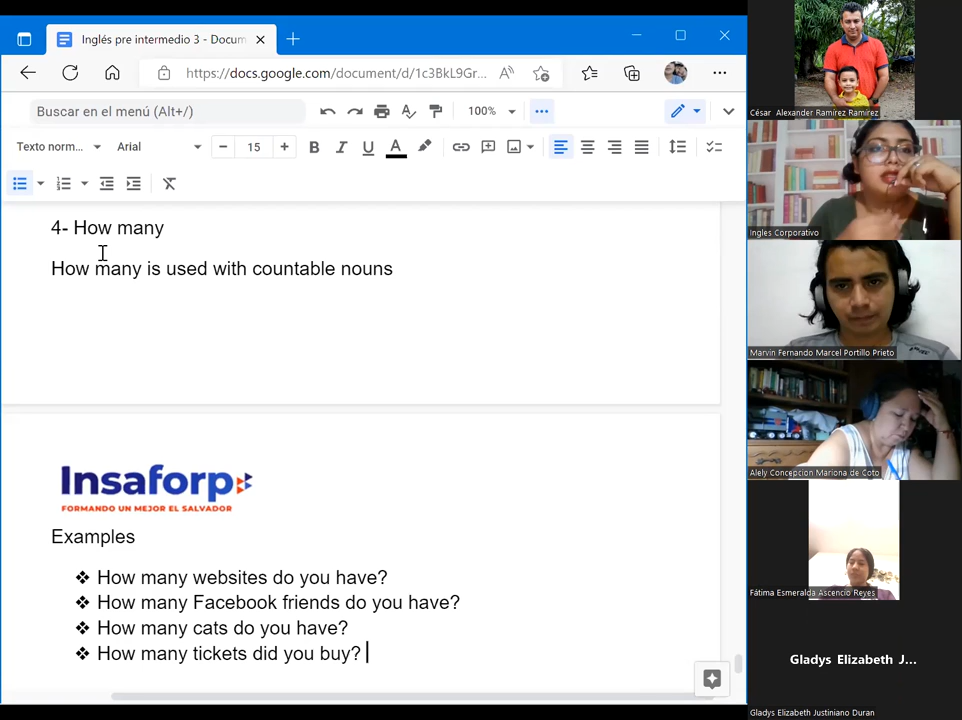 Inglés pre intermedio 3 - Docum
https://docs.google.com/document/d/1c3BkL9Gr...
Buscar en el menú (Alt+/)
100%
Texto norm...
Arial
15
4- How many
How many is used with countable nouns
Insaforp
FORMANDO UN MEJOR EL SALVADOR
Examples
❖ How many websites do you have?
❖ How many Facebook friends do you have?
❖ How many cats do you have?
❖ How many tickets did you buy?
César Alexander Ramírez Ramírez
Ingles Corporativo
Marvin Fernando Marcel Portillo Prieto
Alely Concepcion Mariona de Coto
Fátima Esmeralda Ascencio Reyes
Gladys Elizabeth J...
Gladys Elizabeth Justiniano Duran